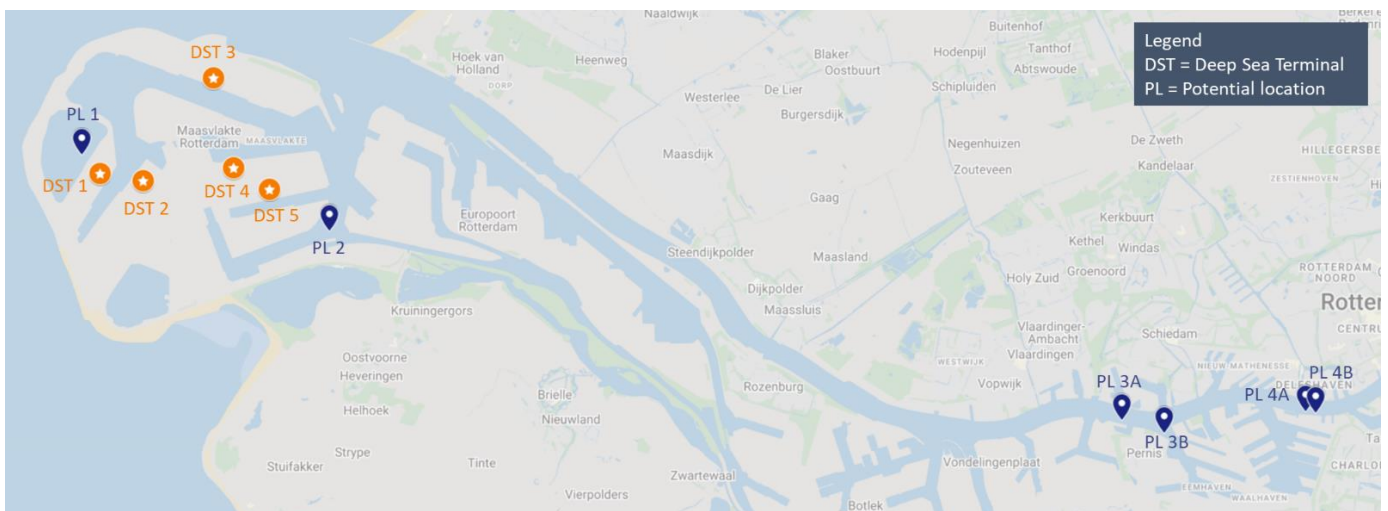 Naaldwijk
Buitenhof
Legend
DST = Deep Sea Terminal
PL = Potential location
DST 3
Hoek van
Holland
DORP
Heenweg
Blaker
Oostbuurt
Hodenpijl
Tanthof
Abtswoude
Westerlee
De Lier
Schipluiden
Burgersdijk
PL 1
Maasvlakte
Rotterdam
MAASVLAKTE
Maasdijk
Negenhuizen
De Zweth
HILLEGERSBE
Zouteveen
Kandelaar
ZESTIENHOVEN
DST 1
DST 2
DST 4
DST 5
Gaag
PL 2
Europoort
Rotterdam
Kerkbuurt
Kethel
Windas
Steendijkpolder
Maasland
Holy Zuid
Groenoord
ROTTERDAM
NOORD
Dijkpolder
Maassluis
Rotter
Kruiningergors
Vlaardinger-
Ambacht
Vlaardingen
Schiedam
CENTRU
Oostvoorne
Heveringen
WESTWIJK
NIEUW MATHENESSE
Rozenburg
Vopwijk
PL 3A
DELFSHAVEN
PL 4B
PL 4A
Helhoek
Brielle
Nieuwland
PL 3B
Pernis
Strype
Stuifakker
Tinte
Zwartewaal
Vondelingenplaat
CHARLOI
EEMHAVEN
WAALHAVEN
Vierpolders
Botlek